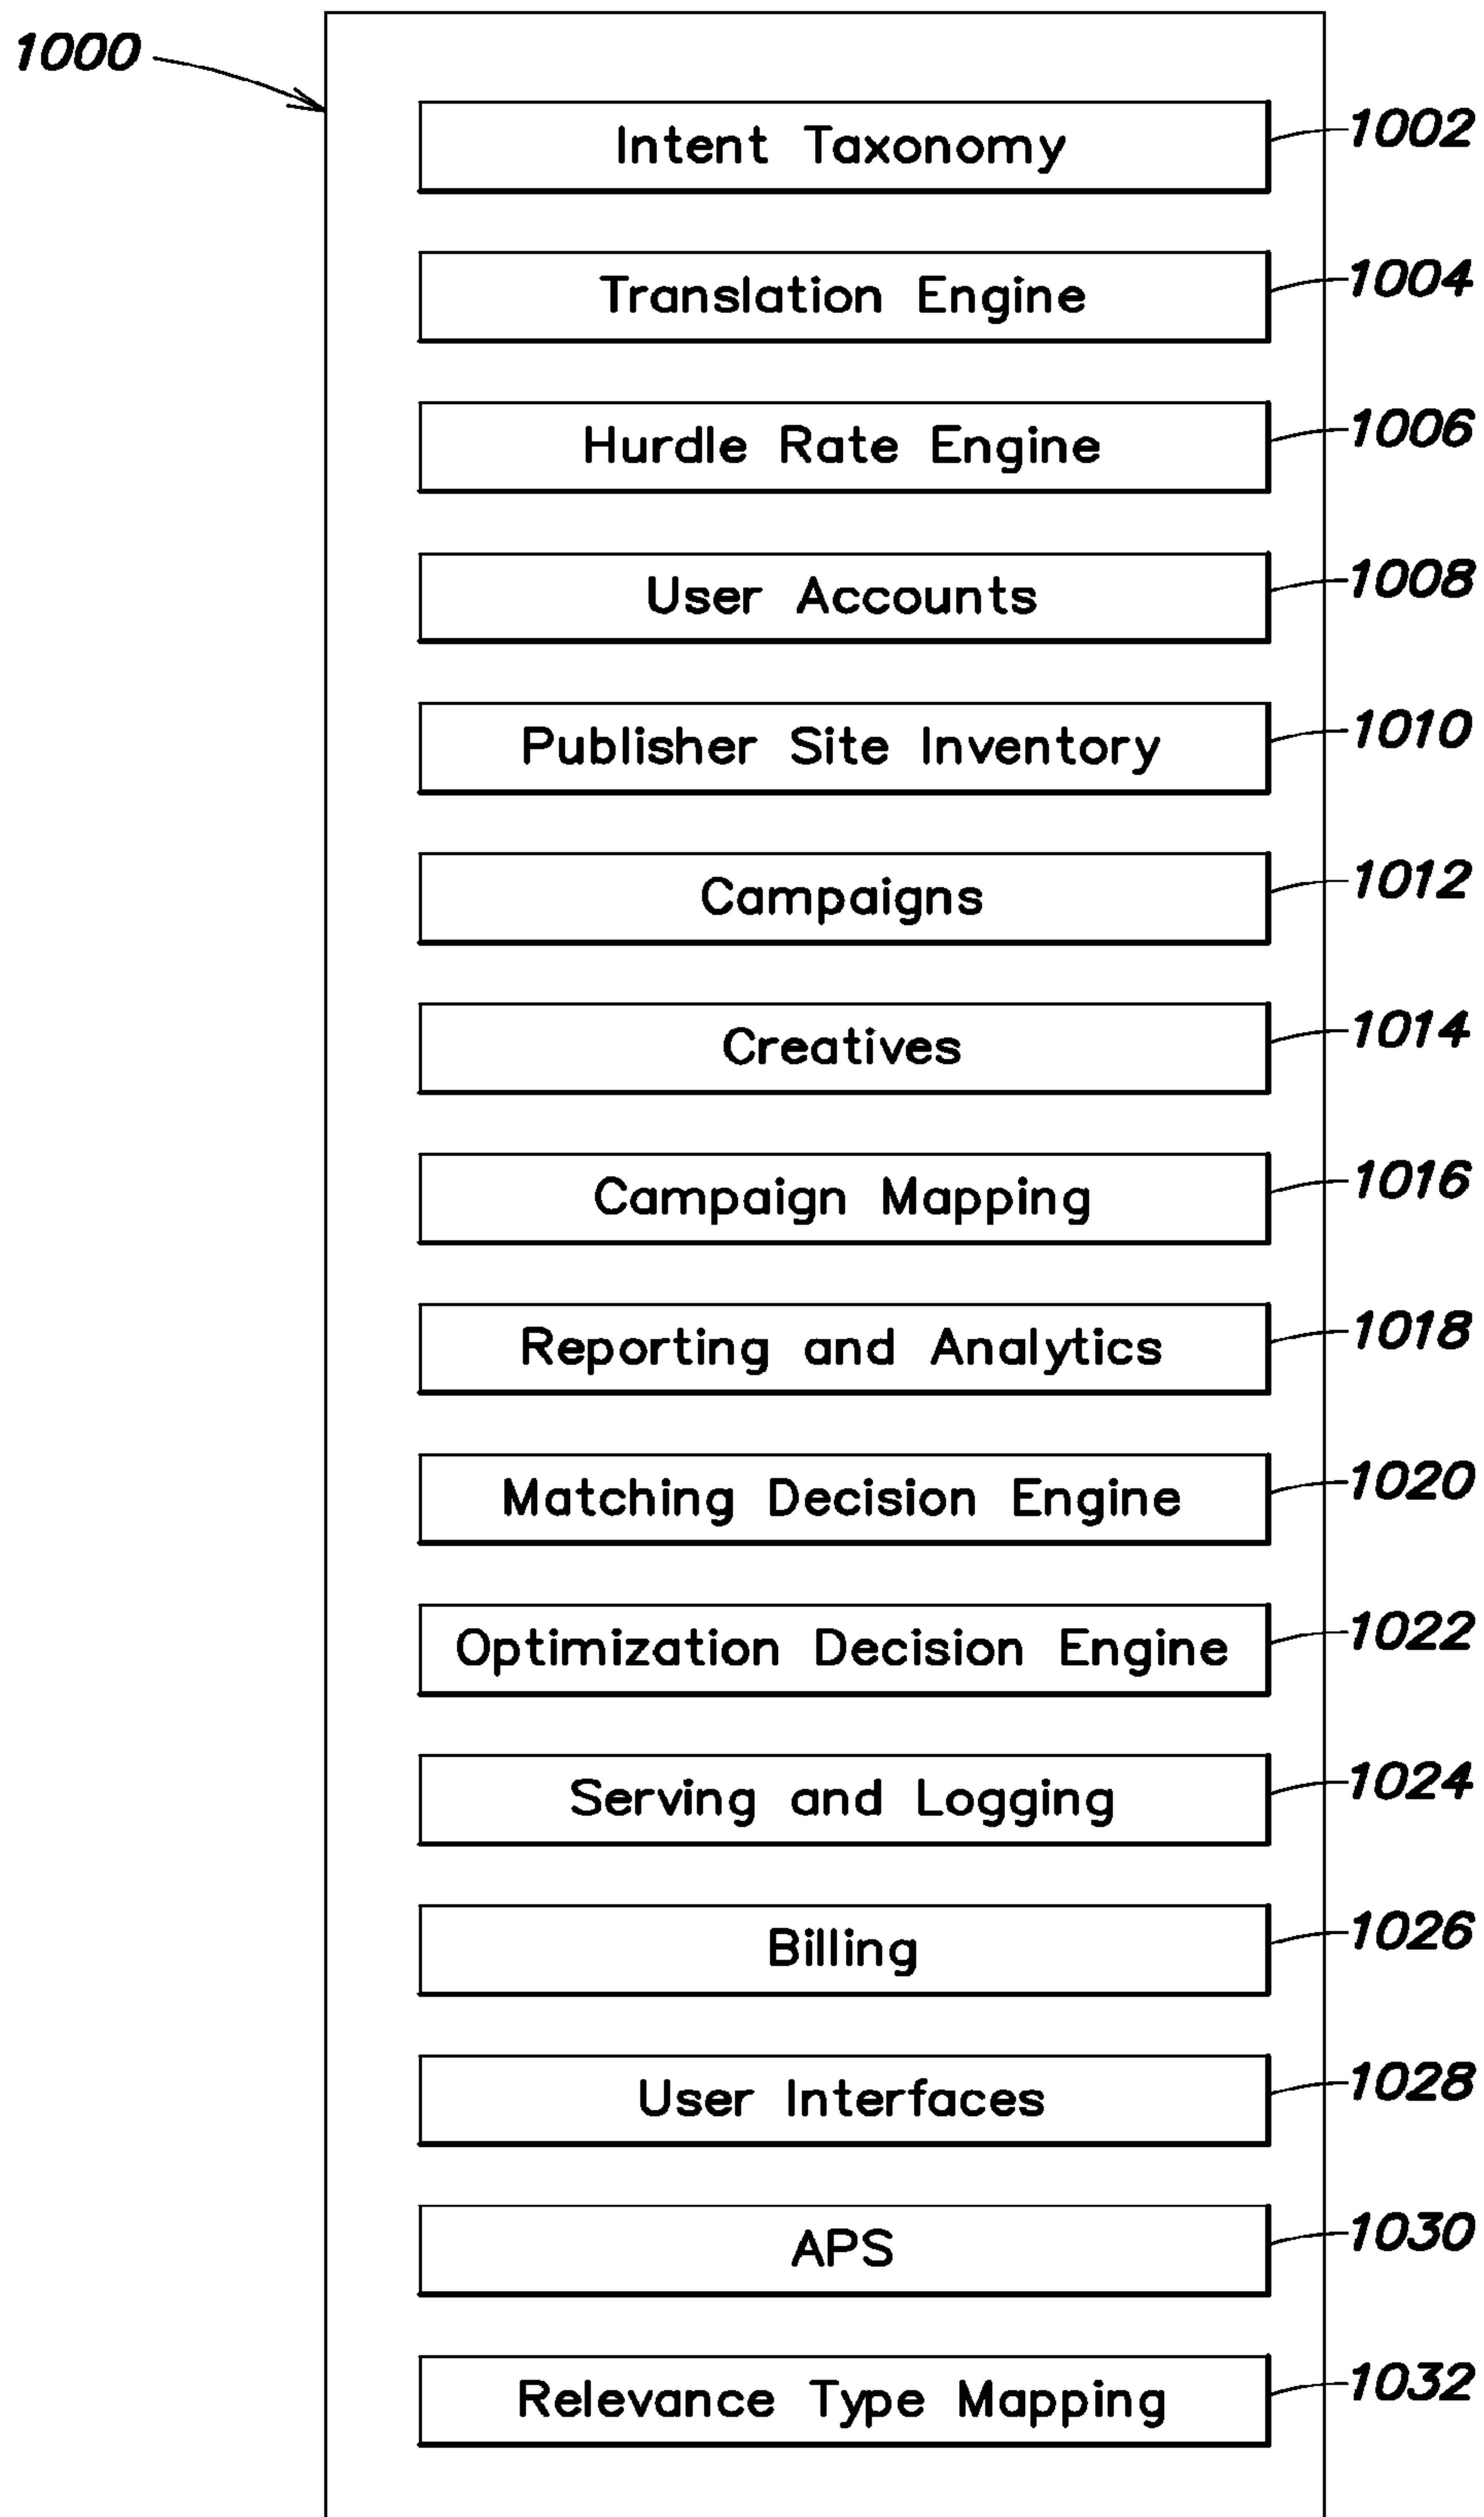 1000
Intent Taxonomy 1002
Translation Engine 1004
Hurdle Rate Engine 1006
User Accounts 1008
Publisher Site Inventory 1010
Campaigns 1012
Creatives 1014
Campaign Mapping 1016
Reporting and Analytics 1018
Matching Decision Engine 1020
Optimization Decision Engine 1022
Serving and Logging 1024
Billing 1026
User Interfaces 1028
APS 1030
Relevance Type Mapping 1032